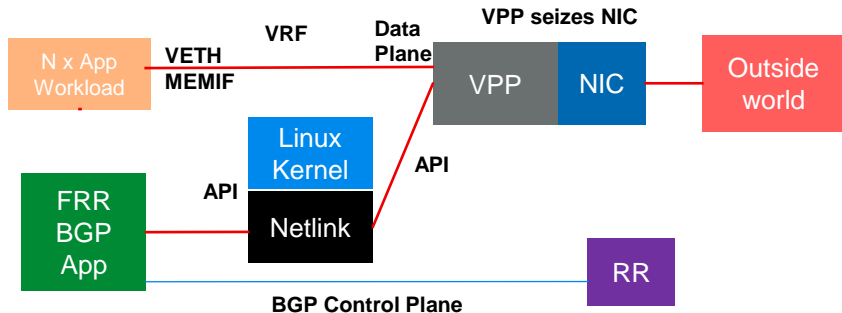 VPP seizes NIC
VRF
Data
Plane
N x App
Workload
VETH
MEMIF
VPP
NIC
Outside
world
Linux
Kernel
API
API
FRR
BGP
App
Netlink
RR
BGP Control Plane